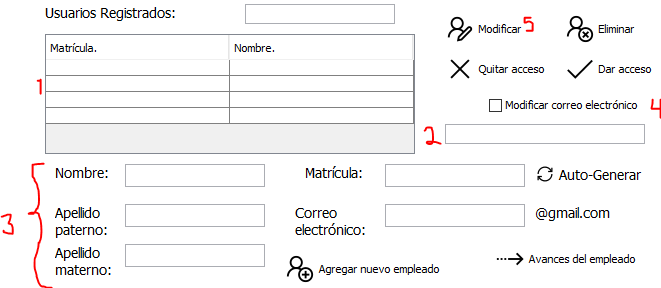 Usuarios Registrados:
Modificar 5
Eliminar
Matrícula. Nombre.
Quitar acceso
Dar acceso
1
Modificar correo electrónico 4
2
3
Nombre:
Matrícula:
Auto-Generar
Apellido
paterno:
Correo
electrónico:
@gmail.com
Apellido
materno:
Agregar nuevo empleado
Avances del empleado